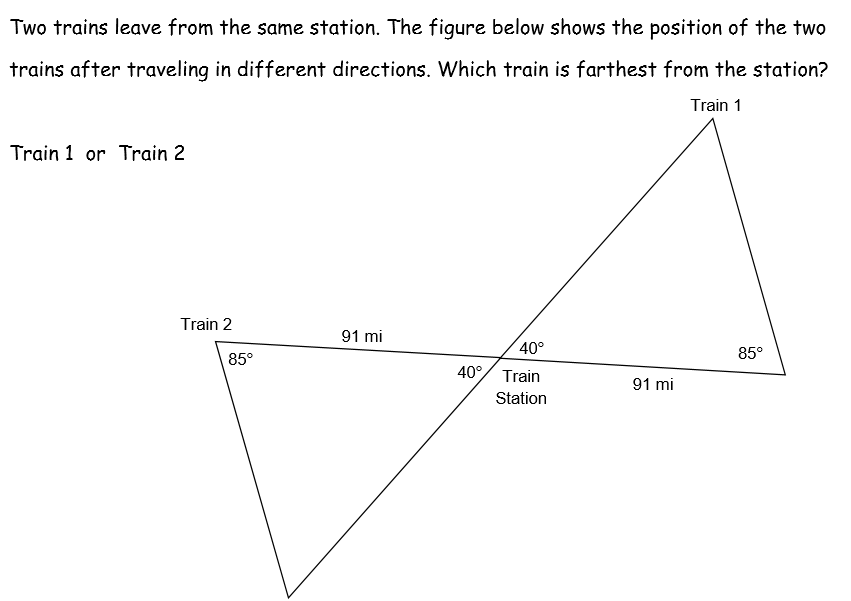 Two trains leave from the same station. The figure below shows the position of the two
trains after traveling in different directions. Which train is farthest from the station?
Train 1
Train 1 or Train 2
Train 2
91 mi
40°
85°
85°
40°
Train
Station
91 mi